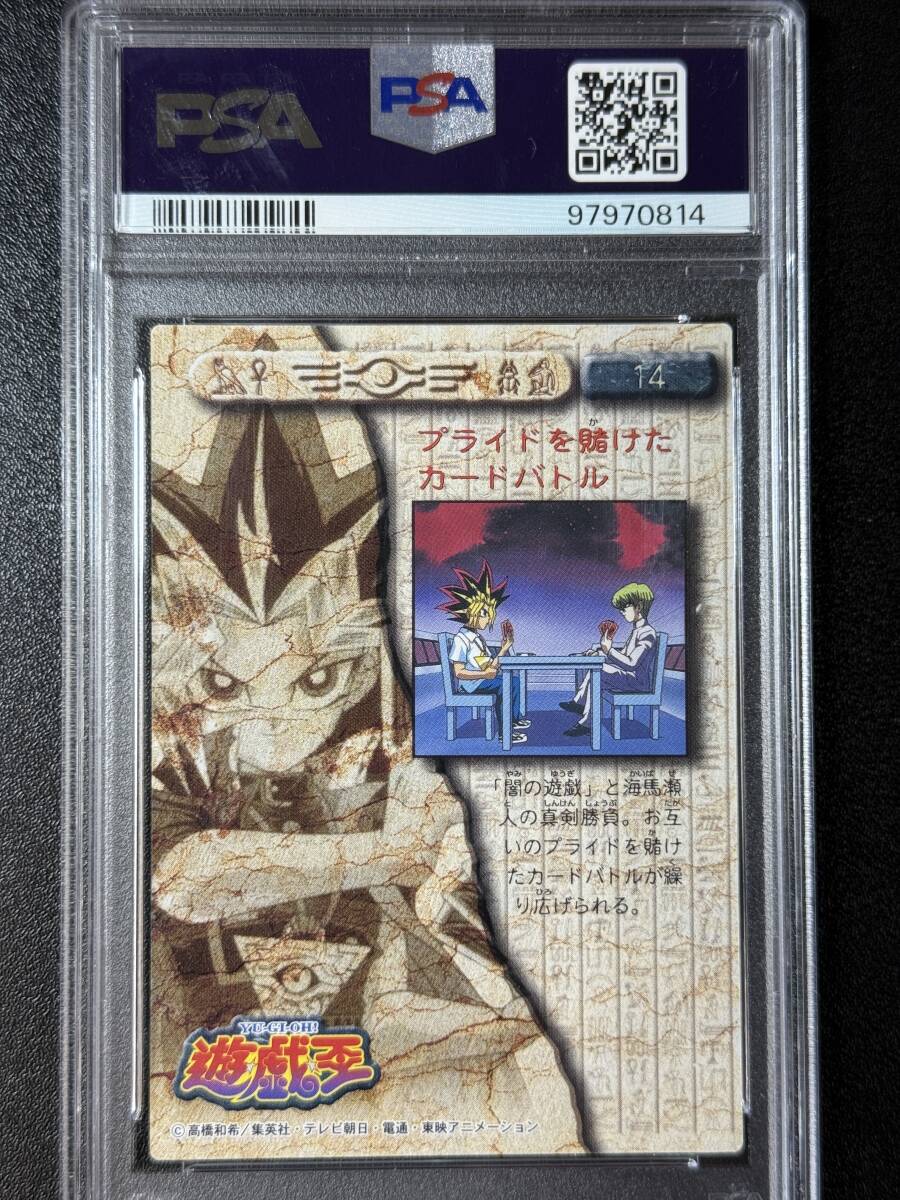 PSA
PSA
97970814
14
プライドを賭けた
カードバトル
「闇の遊戯」と海馬瀬
人の真剣勝負。お互
いのプライドを賭け
たカードバトルが繰
り広げられる。
YU-GI-OH!
遊☆戯☆王
©高橋和希/集英社・テレビ朝日・電通・東映アニメーション